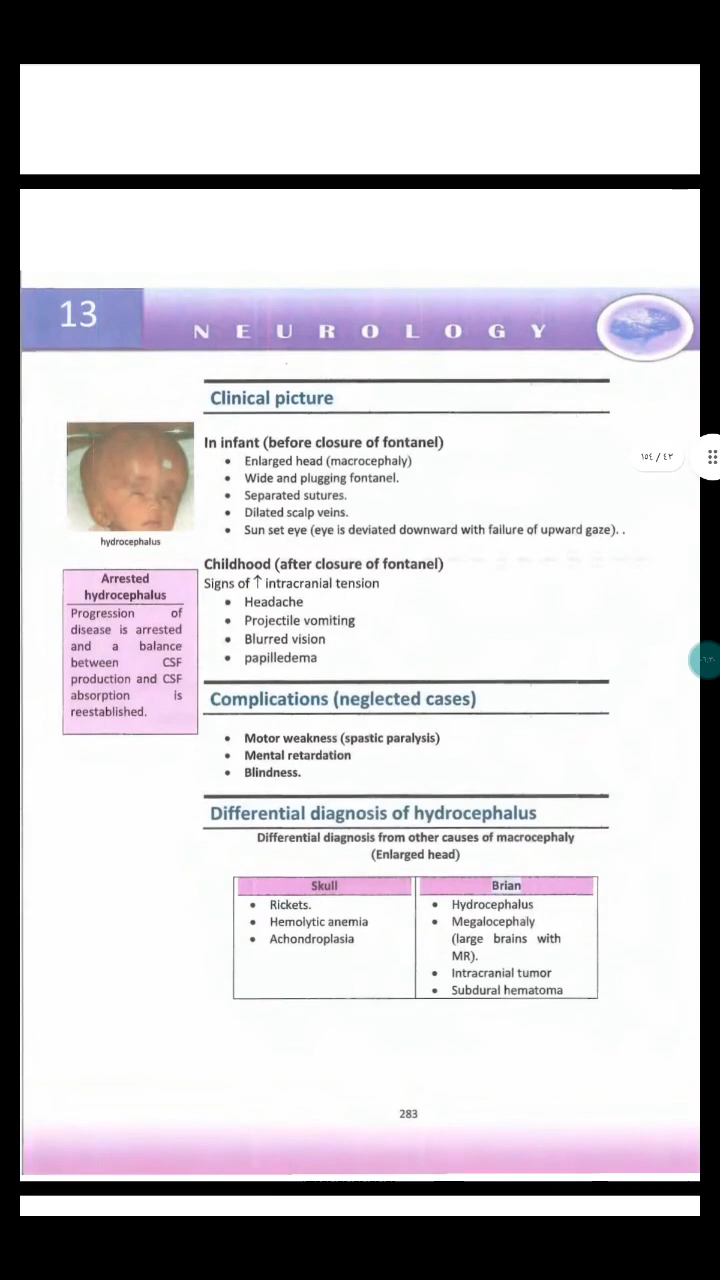 13
NEUROLOGY
Clinical picture
In infant (before closure of fontanel)
• Enlarged head (macrocephaly)
• Wide and plugging fontanel.
• Separated sutures.
• Dilated scalp veins.
• Sun set eye (eye is deviated downward with failure of upward gaze). .
hydrocephalus
١٥٤ / ٤٣
Childhood (after closure of fontanel)
Signs of ↑ intracranial tension
• Headache
• Projectile vomiting
• Blurred vision
• papilledema
Arrested
hydrocephalus
Progression of
disease is arrested
and a balance
between CSF
production and CSF
absorption is
reestablished.
Complications (neglected cases)
• Motor weakness (spastic paralysis)
• Mental retardation
• Blindness.
Differential diagnosis of hydrocephalus
Differential diagnosis from other causes of macrocephaly
(Enlarged head)
Skull
• Rickets.
• Hemolytic anemia
• Achondroplasia
Brian
• Hydrocephalus
• Megalocephaly
(large brains with
MR).
• Intracranial tumor
• Subdural hematoma
283